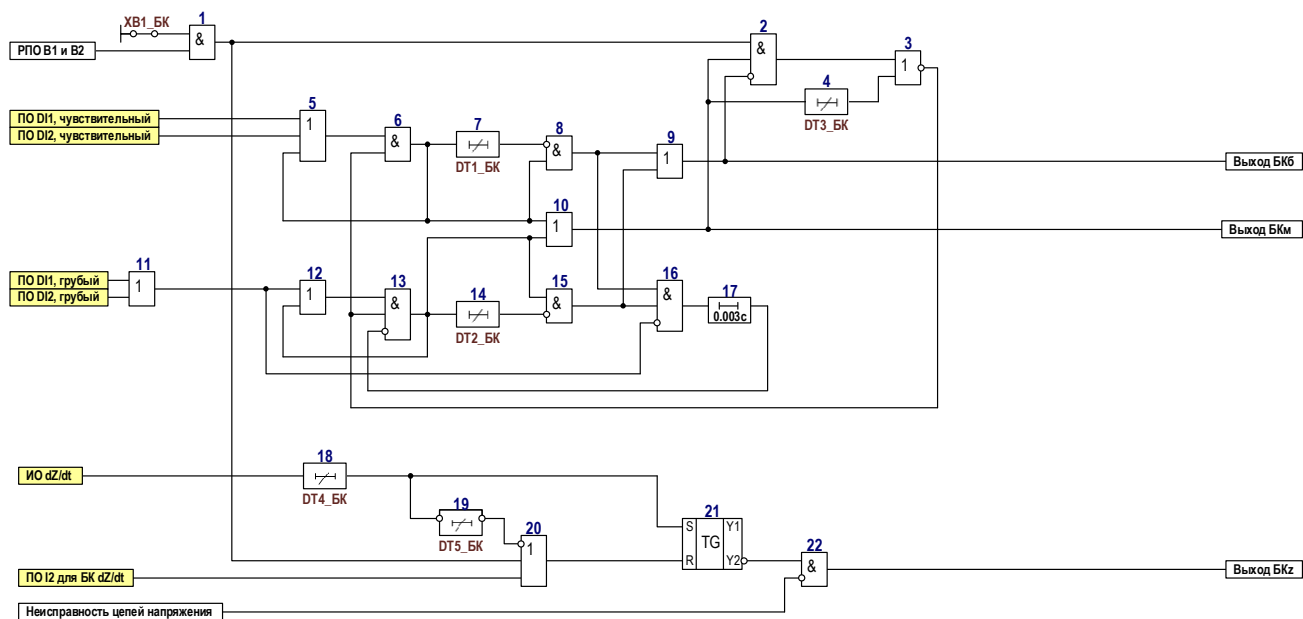 ХВ1_БК
1
&
РПО В1 и В2
2
&
3
1
4
DT3_БК
ПО DI1, чувствительный
ПО DI2, чувствительный
5
1
6
&
7
DT1_БК
8
&
9
1
Выход БКб
10
1
Выход БКм
ПО DI1, грубый
ПО DI2, грубый
11
1
12
1
13
&
14
DT2_БК
15
&
16
&
17
0.003с
ИО dZ/dt
18
DT4_БК
19
DT5_БК
20
1
21
S
Y1
TG
R
Y2
22
&
Выход БКz
ПО I2 для БК dZ/dt
Неисправность цепей напряжения